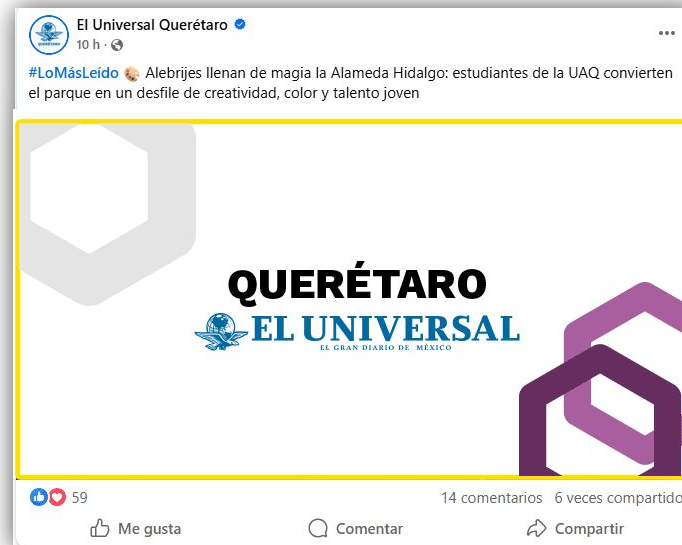 El Universal Querétaro
10 h ·
#LoMásLeído Alebrijes llenan de magia la Alameda Hidalgo: estudiantes de la UAQ convierten
el parque en un desfile de creatividad, color y talento joven
QUERÉTARO
EL UNIVERSAL
EL GRAN DIARIO DE MÉXICO
59
14 comentarios 6 veces compartido
Me gusta Comentar Compartir